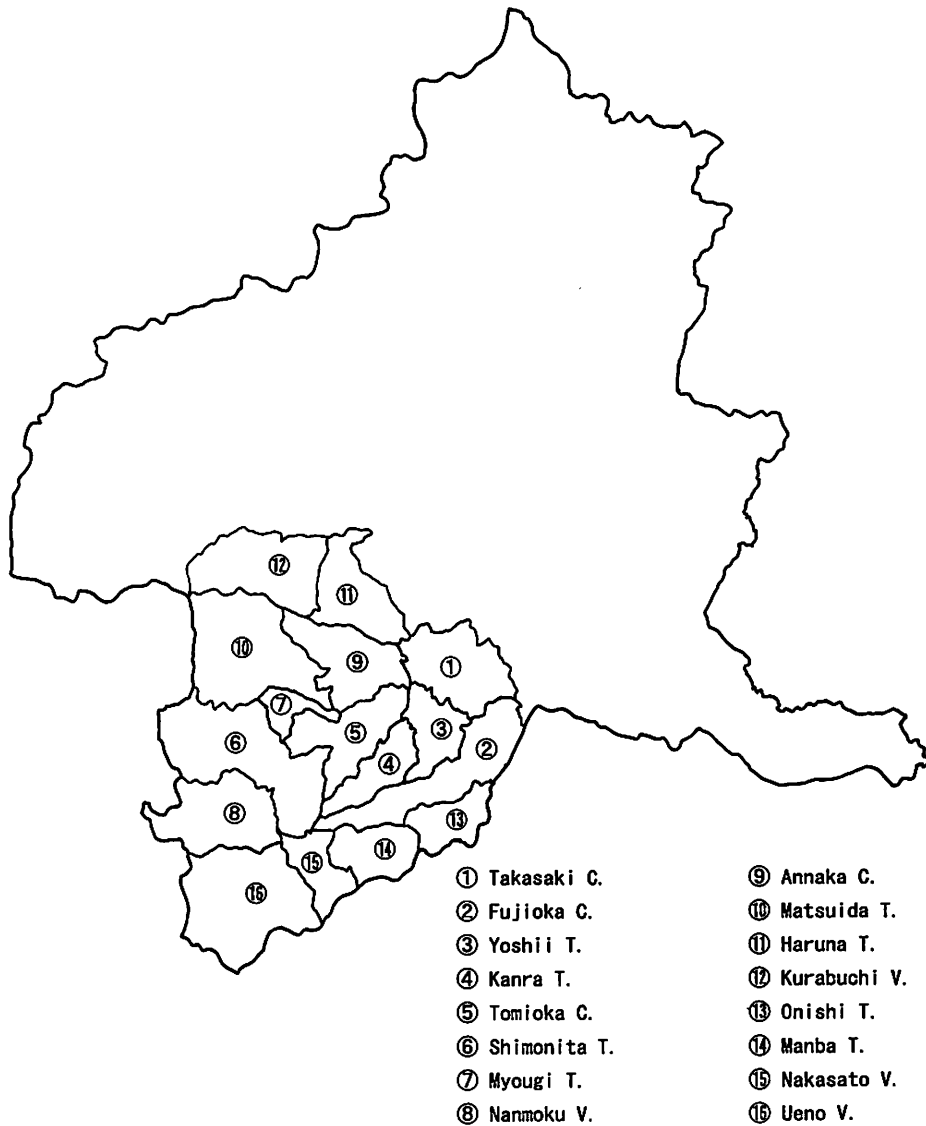 ⑫
⑪
⑩
⑨
①
⑦
⑤
③
⑥
②
④
⑧
⑬
⑭
⑮
⑯
① Takasaki C.
② Fujioka C.
③ Yoshii T.
④ Kanra T.
⑤ Tomioka C.
⑥ Shimonita T.
⑦ Myougi T.
⑧ Nanmoku V.
⑨ Annaka C.
⑩ Matsuida T.
⑪ Haruna T.
⑫ Kurabuchi V.
⑬ Onishi T.
⑭ Manba T.
⑮ Nakasato V.
⑯ Ueno V.